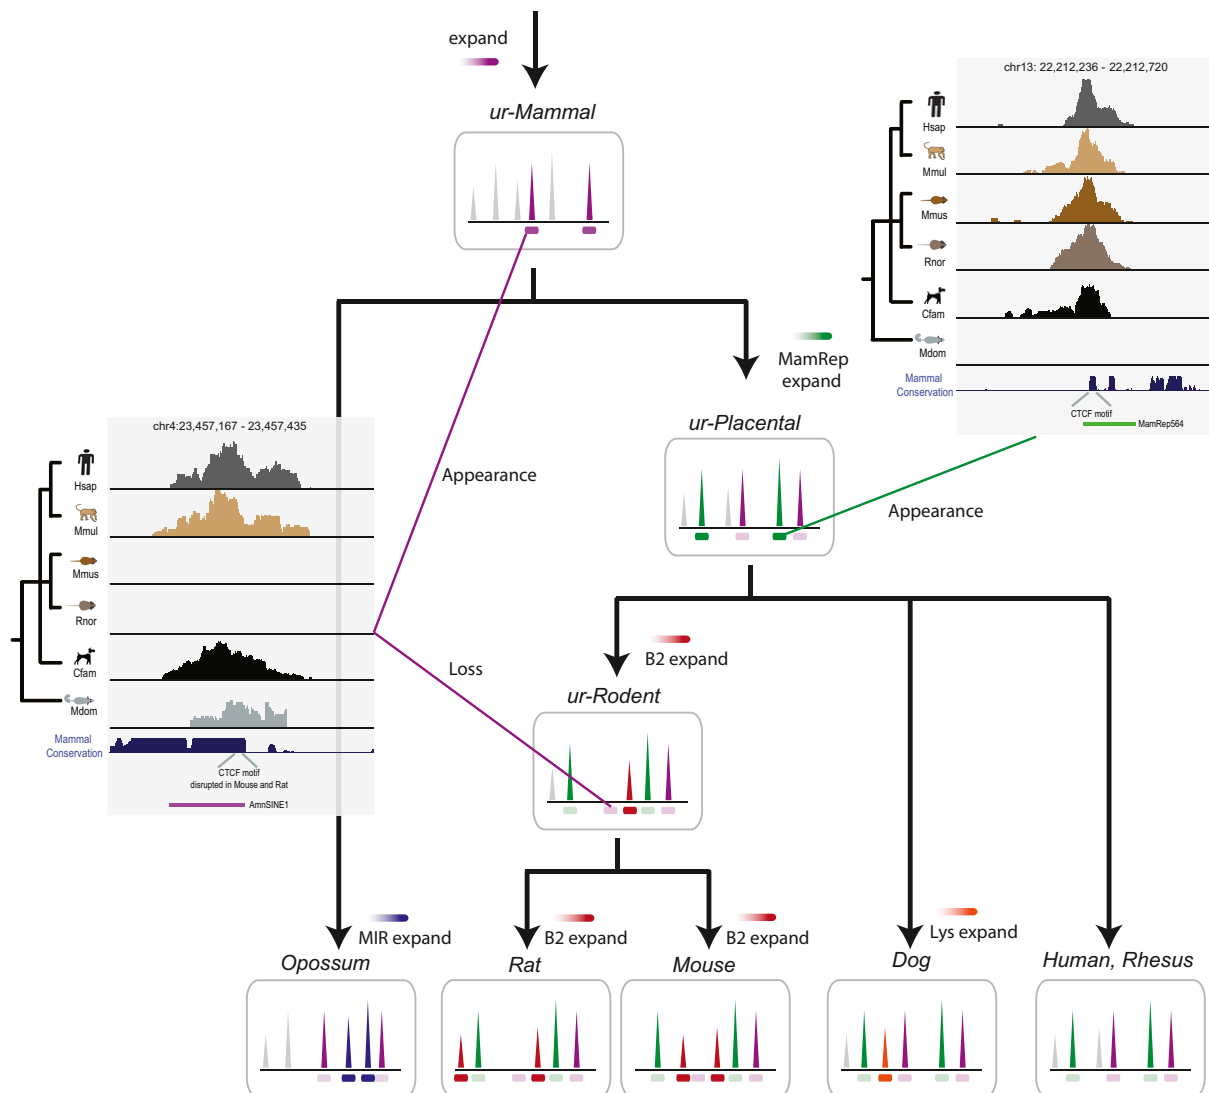 expand
ur-Mammal
chr13: 22,212,236 - 22,212,720
Hsap
Mmul
Mmus
Rnor
Cfam
Mdom
Mammal
Conservation
CTCF motif
MamRep564
MamRep
expand
ur-Placental
Appearance
Appearance
chr4:23,457,167 - 23,457,435
Hsap
Mmul
Mmus
Rnor
Cfam
Mdom
Mammal
Conservation
CTCF motif
disrupted in Mouse and Rat
AmnSINE1
Loss
B2 expand
ur-Rodent
MIR expand
B2 expand
B2 expand
Lys expand
Opossum
Rat
Mouse
Dog
Human, Rhesus